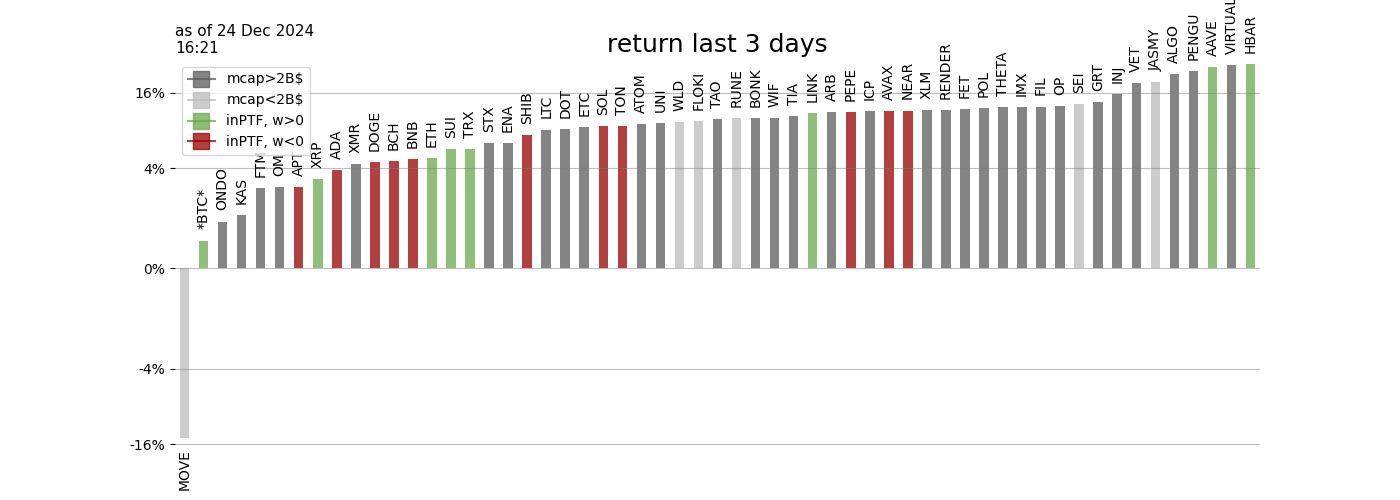 as of 24 Dec 2024
16:21
return last 3 days
mcap>2B$
mcap<2B$
inPTF, w>0
inPTF, w<0
16%
4%
0%
-4%
-16%
MOVE
*BTC*
ONDO
KAS
FTM
OM
APT
XRP
ADA
XMR
DOGE
BCH
BNB
ETH
SUI
TRX
STX
ENA
SHIB
LTC
DOT
ETC
SOL
TON
ATOM
UNI
WLD
FLOKI
TAO
RUNE
BONK
WIF
TIA
LINK
ARB
PEPE
ICP
AVAX
NEAR
XLM
RENDER
FET
POL
THETA
IMX
FIL
OP
SEI
GRT
INJ
VET
JASMY
ALGO
PENGU
AAVE
VIRTUAL
HBAR